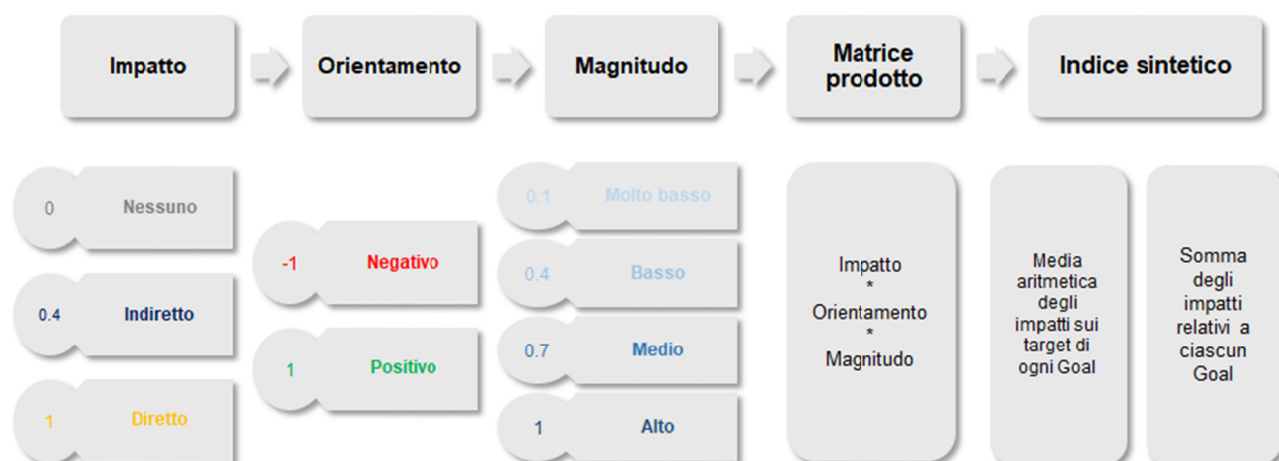 Impatto
Orientamento
Magnitudo
Matrice
prodotto
Indice sintetico
0
Nessuno
0.4
Indiretto
1
Diretto
-1
Negativo
1
Positivo
0.1
Molto basso
0.4
Basso
0.7
Medio
1
Alto
Impatto
*
Orientamento
*
Magnitudo
Media
aritmetica
degli
impatti sui
target di
ogni Goal
Somma
degli
impatti
relativi a
ciascun
Goal